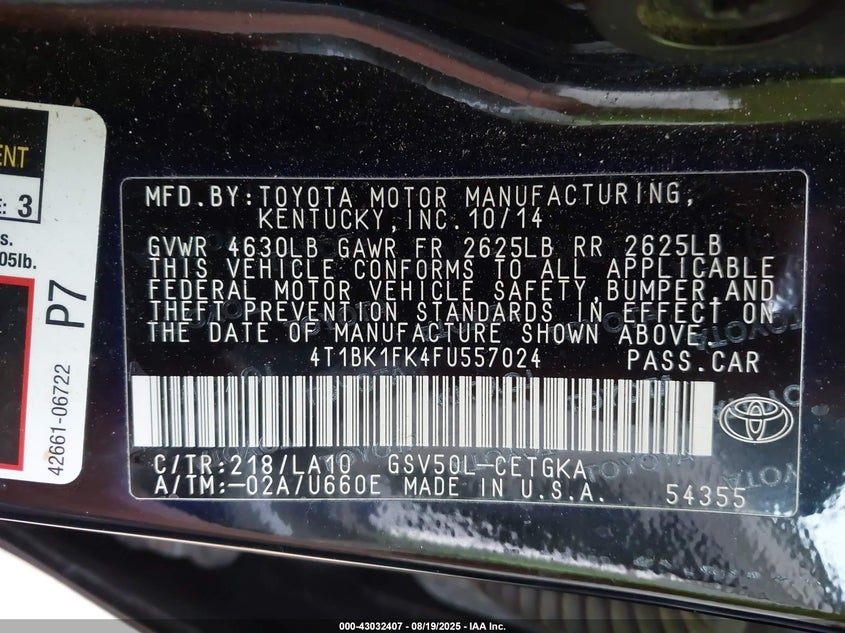 ENT
E: 3
s.
05lb.
P7
42661-06722
MFD.BY:TOYOTA MOTOR MANUFACTURING,
KENTUCKY,INC.10/14
GVWR 4630LB GAWR FR 2625LB RR 2625LB
THIS VEHICLE CONFORMS TO ALL APPLICABLE
FEDERAL MOTOR VEHICLE SAFETY,BUMPER,AND
THEFT PREVENTION STANDARDS IN EFFECT ON
THE DATE OF MANUFACTURE SHOWN ABOVE.
4T1BK1FK4FU557024 PASS.CAR
C/TR:218/LA10 GSV50L-CETGKA
A/TM:-02A/U660E MADE IN U.S.A. 54355
000-43032407 - 08/19/2025 - IAA Inc.